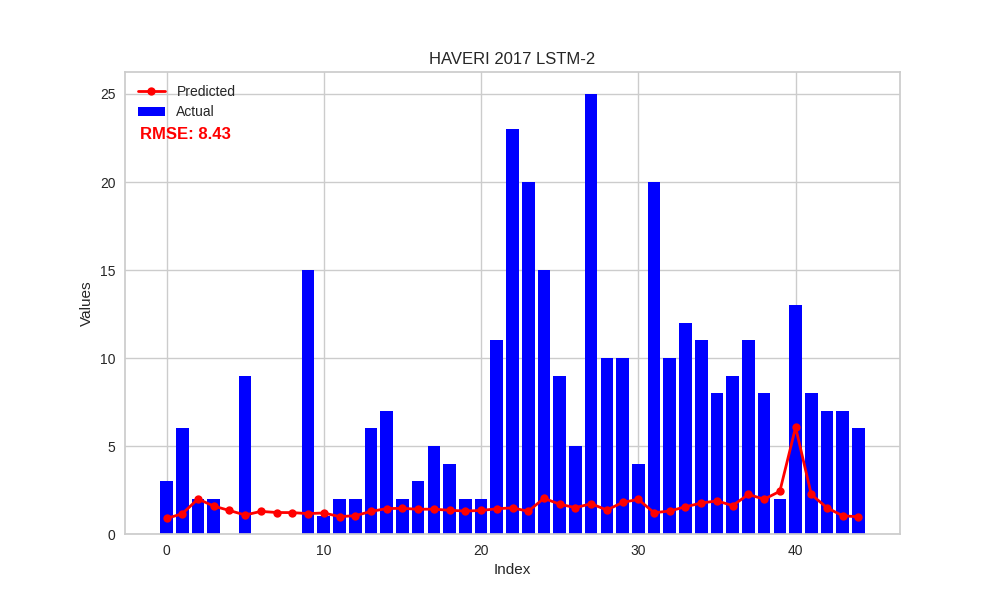 HAVERI 2017 LSTM-2
Predicted
Actual
RMSE: 8.43
25
20
15
10
5
0
Values
0 10 20 30 40
Index